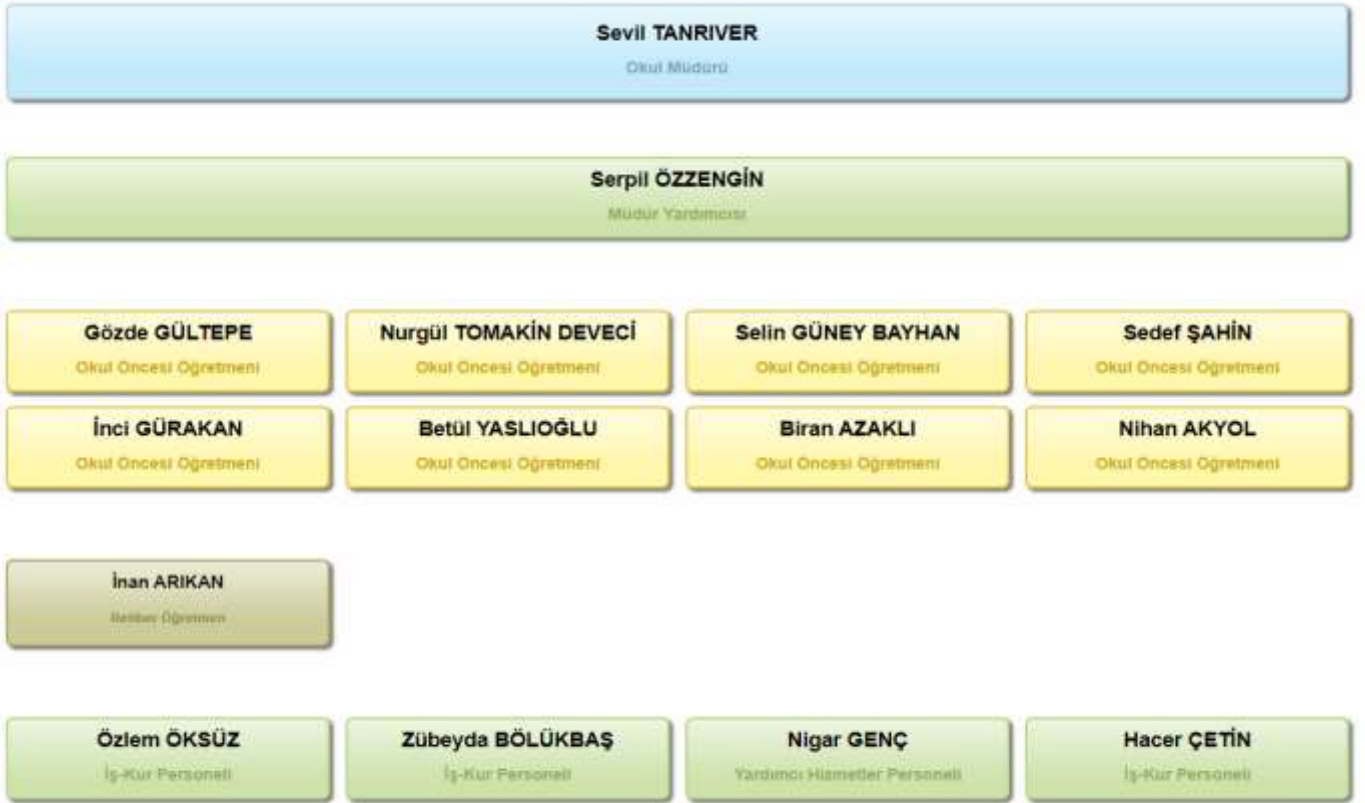 Sevil TANRIVER
Okul Müdürü
Serpil ÖZZENGİN
Müdür Yardımcısı
Gözde GÜLTEPE
Nurgül TOMAKİN DEVECİ
Selin GÜNEY BAYHAN
Sedef ŞAHİN
Okul Öncesi Öğretmeni
Okul Öncesi Öğretmeni
Okul Öncesi Öğretmeni
Okul Öncesi Öğretmeni
İnci GÜRAKAN
Betül YASLIOĞLU
Biran AZAKLI
Nihan AKYOL
Okul Öncesi Öğretmeni
Okul Öncesi Öğretmeni
Okul Öncesi Öğretmeni
Okul Öncesi Öğretmeni
İnan ARIKAN
Rehber Öğretmen
Özlem ÖKSÜZ
Zübeyda BÖLÜKBAŞ
Nigar GENÇ
Hacer ÇETİN
İş-Kur Personeli
İş-Kur Personeli
Yardımcı Hizmetler Personeli
İş-Kur Personeli